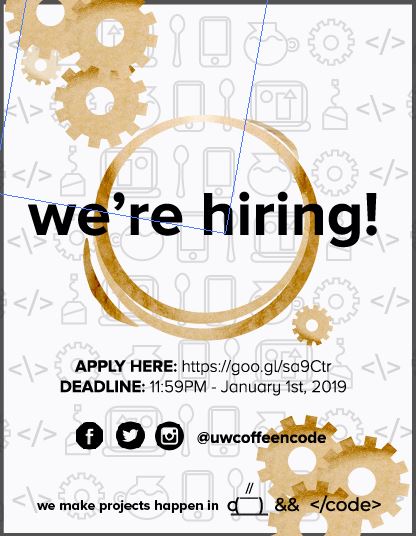 we're hiring!
APPLY HERE: https://goo.gl/sa9Ctr
DEADLINE: 11:59PM - January 1st, 2019
@uwcoffeencode
we make projects happen in && </code>